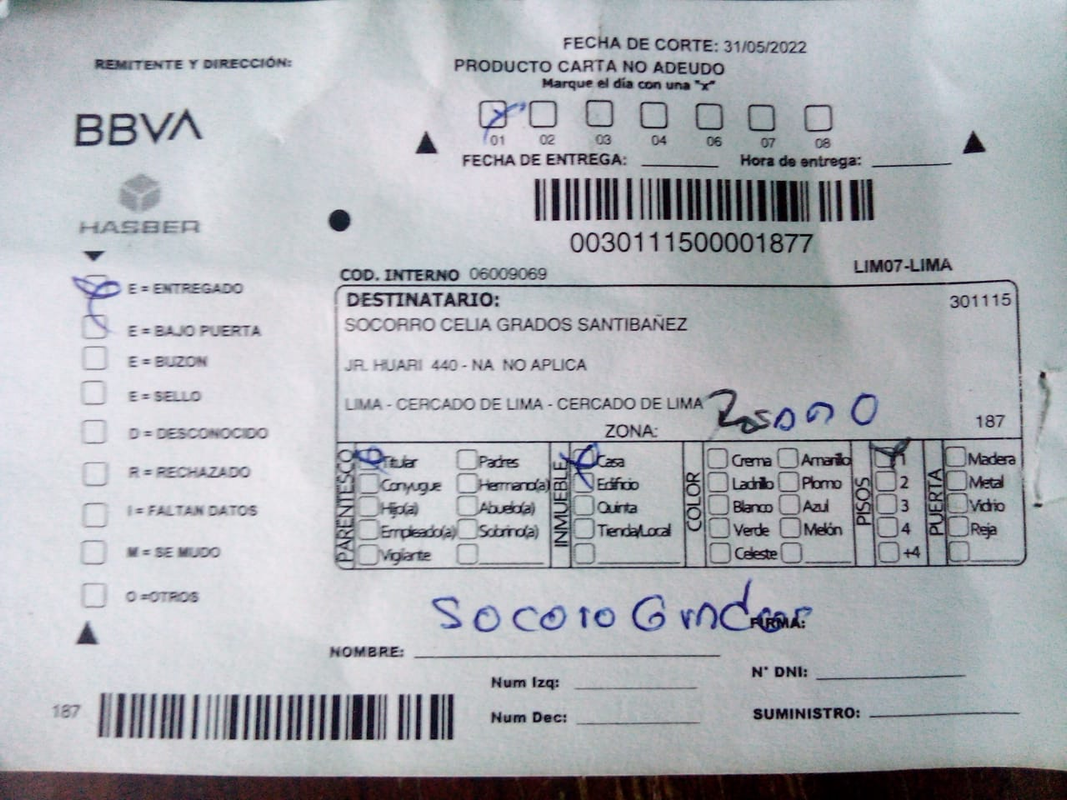 REMITENTE Y DIRECCIÓN:
FECHA DE CORTE: 31/05/2022
PRODUCTO CARTA NO ADEUDO
Marque el día con una "x"
BBVA
01 02 03 04 06 07 08
FECHA DE ENTREGA: Hora de entrega:
HASBER
0030111500001877
LIM07-LIMA
COD. INTERNO 06009069
E = ENTREGADO
E = BAJO PUERTA
E = BUZON
E = SELLO
D = DESCONOCIDO
R = RECHAZADO
I = FALTAN DATOS
M = SE MUDO
O =OTROS
DESTINATARIO: 301115
SOCORRO CELIA GRADOS SANTIBAÑEZ
JR. HUARI 440 - NA NO APLICA
LIMA - CERCADO DE LIMA - CERCADO DE LIMA
ZONA: 187
PARENTESCO
Titular Padres
Conyugue Hermano(a)
Hijo(a) Abuelo(a)
Empleado(a) Sobrino(a)
Vigilante
INMUEBLE
Casa
Edificio
Quinta
Tienda/Local
COLOR
Crema Amarillo
Ladrillo Plomo
Blanco Azul
Verde Melón
Celeste
PISOS
1
2
3
4
+4
PUERTA
Madera
Metal
Vidrio
Reja
Socoro Grados
FIRMA:
NOMBRE:
Num Izq: N° DNI:
Num Dec: SUMINISTRO:
187